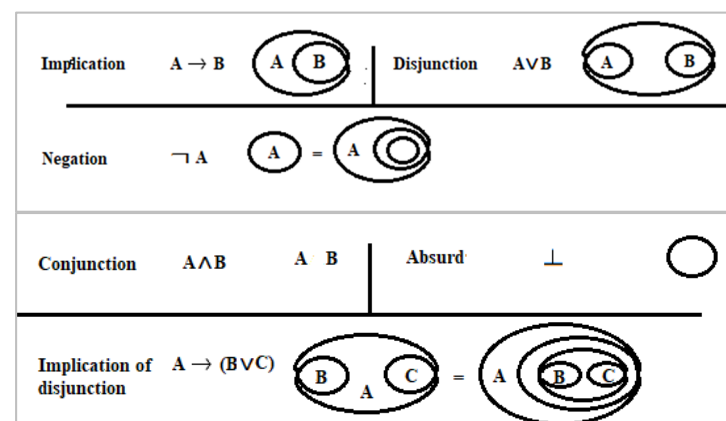 Implication A → B A B Disjunction A∨B A B
Negation ¬ A A = A
Conjunction A∧B A B Absurd ⊥
Implication of A → (B∨C) B A C = A B C
disjunction